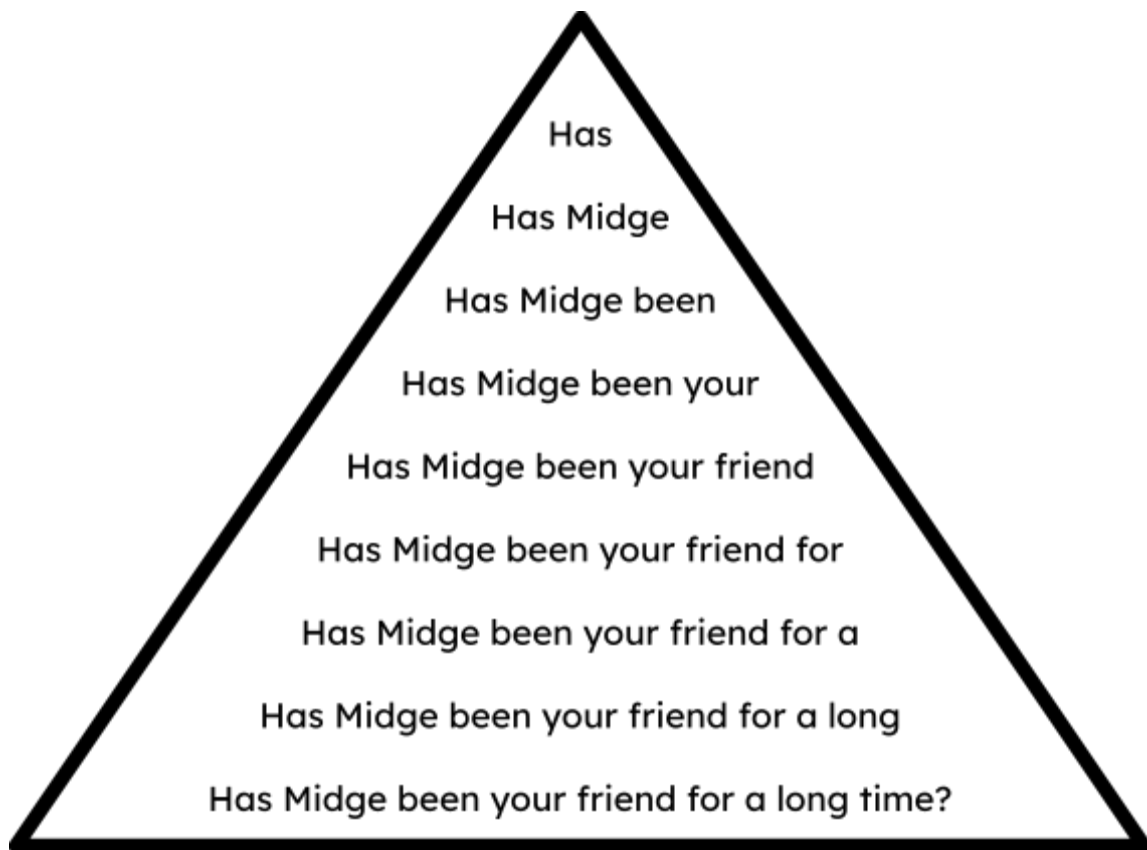 Has
Has Midge
Has Midge been
Has Midge been your
Has Midge been your friend
Has Midge been your friend for
Has Midge been your friend for a
Has Midge been your friend for a long
Has Midge been your friend for a long time?